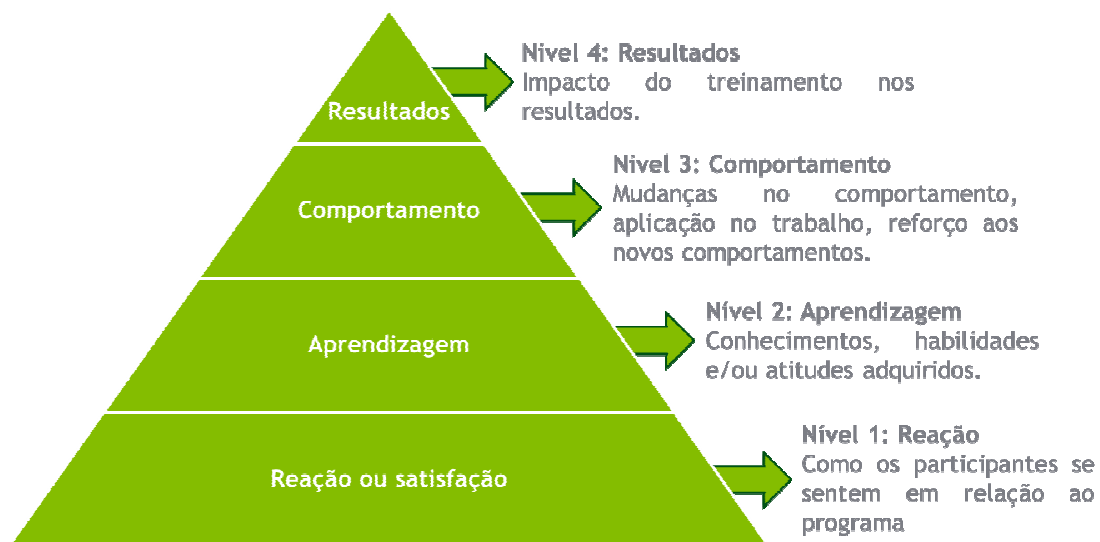 Nivel 4: Resultados
Impacto do treinamento nos
resultados.
Resultados
Nivel 3: Comportamento
Mudanças no comportamento,
aplicação no trabalho, reforço aos
novos comportamentos.
Comportamento
Nível 2: Aprendizagem
Conhecimentos, habilidades
e/ou atitudes adquiridos.
Aprendizagem
Nível 1: Reação
Como os participantes se
sentem em relação ao
programa
Reação ou satisfação